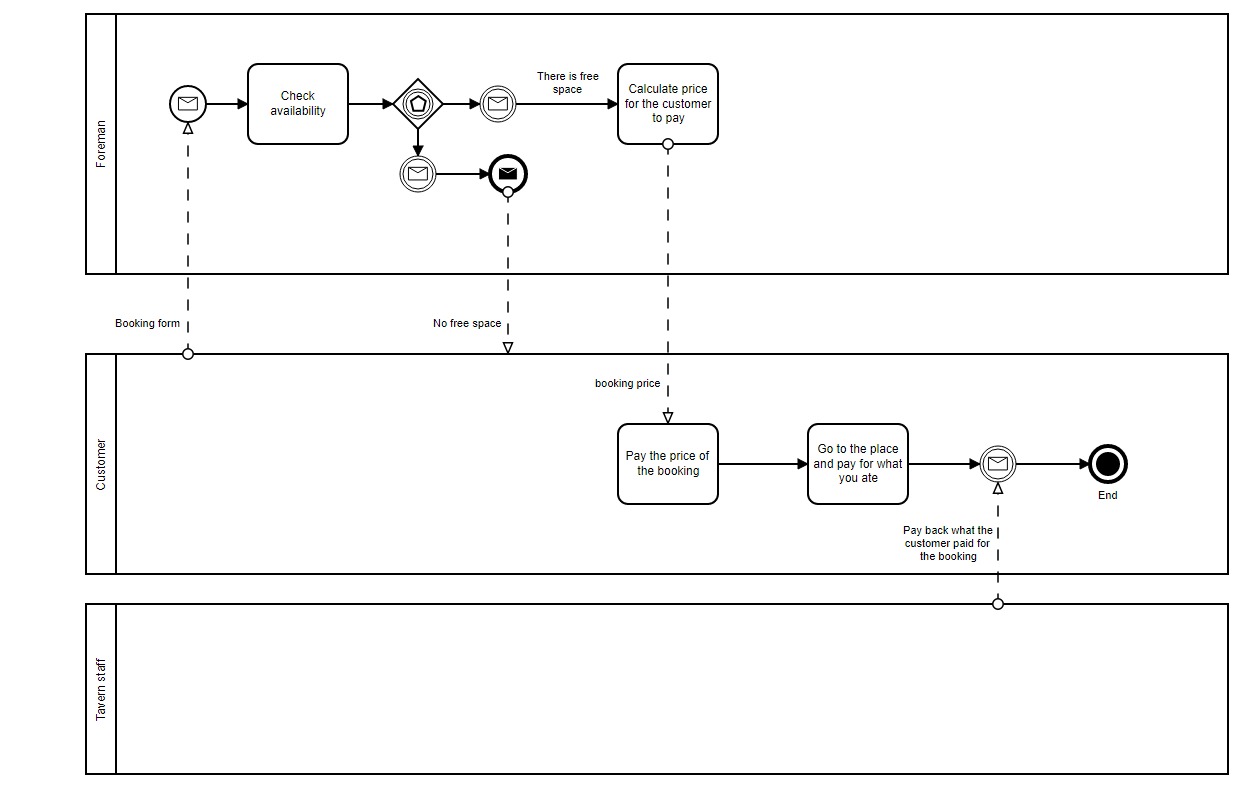 Foreman
Check
availability
There is free
space
Calculate price
for the customer
to pay
Booking form
No free space
booking price
Customer
Pay the price of
the booking
Go to the place
and pay for what
you ate
End
Pay back what the
customer paid for
the booking
Tavern staff